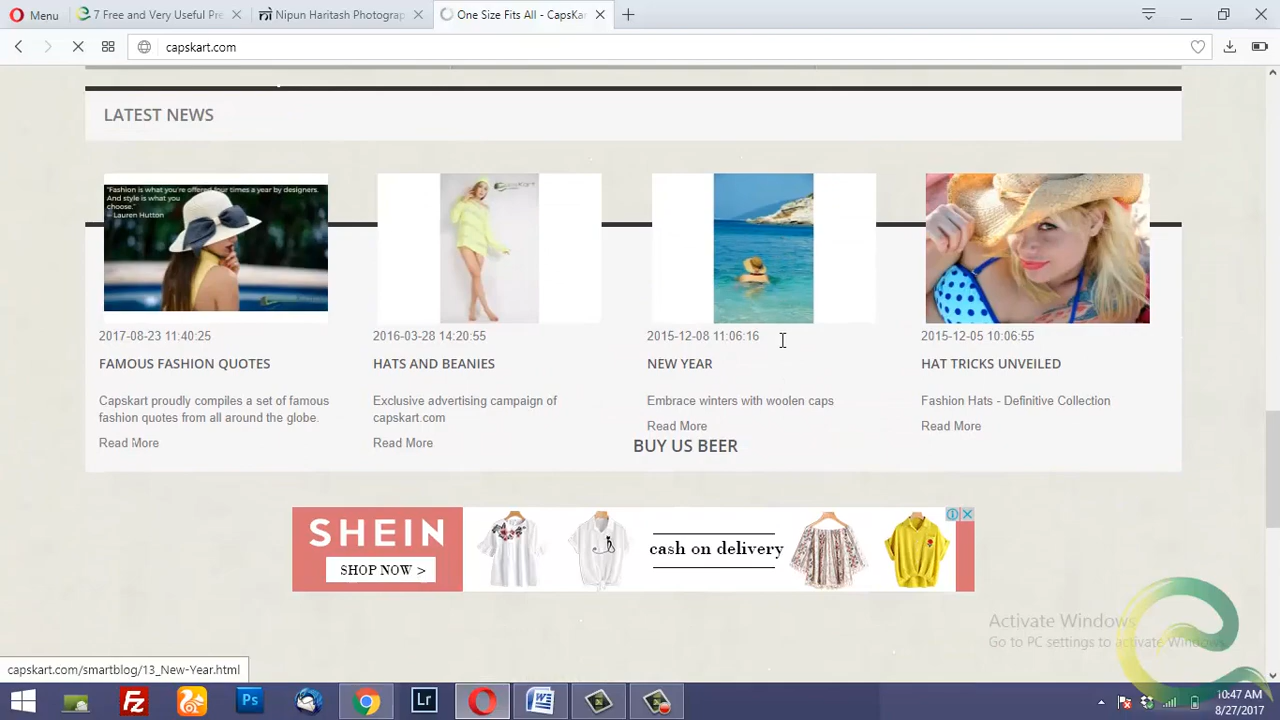 Menu
7 Free and Very Useful Pre
Nipun Haritash Photograp
One Size Fits All - CapsKar
capskart.com
LATEST NEWS
"Fashion is what you're offered four times a year by designers.
And style is what you
choose."
– Lauren Hutton
2017-08-23 11:40:25
FAMOUS FASHION QUOTES
Capskart proudly compiles a set of famous
fashion quotes from all around the globe.
Read More
2016-03-28 14:20:55
HATS AND BEANIES
Exclusive advertising campaign of
capskart.com
Read More
2015-12-08 11:06:16
NEW YEAR
Embrace winters with woolen caps
Read More
2015-12-05 10:06:55
HAT TRICKS UNVEILED
Fashion Hats - Definitive Collection
Read More
BUY US BEER
SHEIN
SHOP NOW >
cash on delivery
Activate Windows
Go to PC settings to activate Windows.
capskart.com/smartblog/13_New-Year.html
Ps
Lr
10:47 AM
8/27/2017